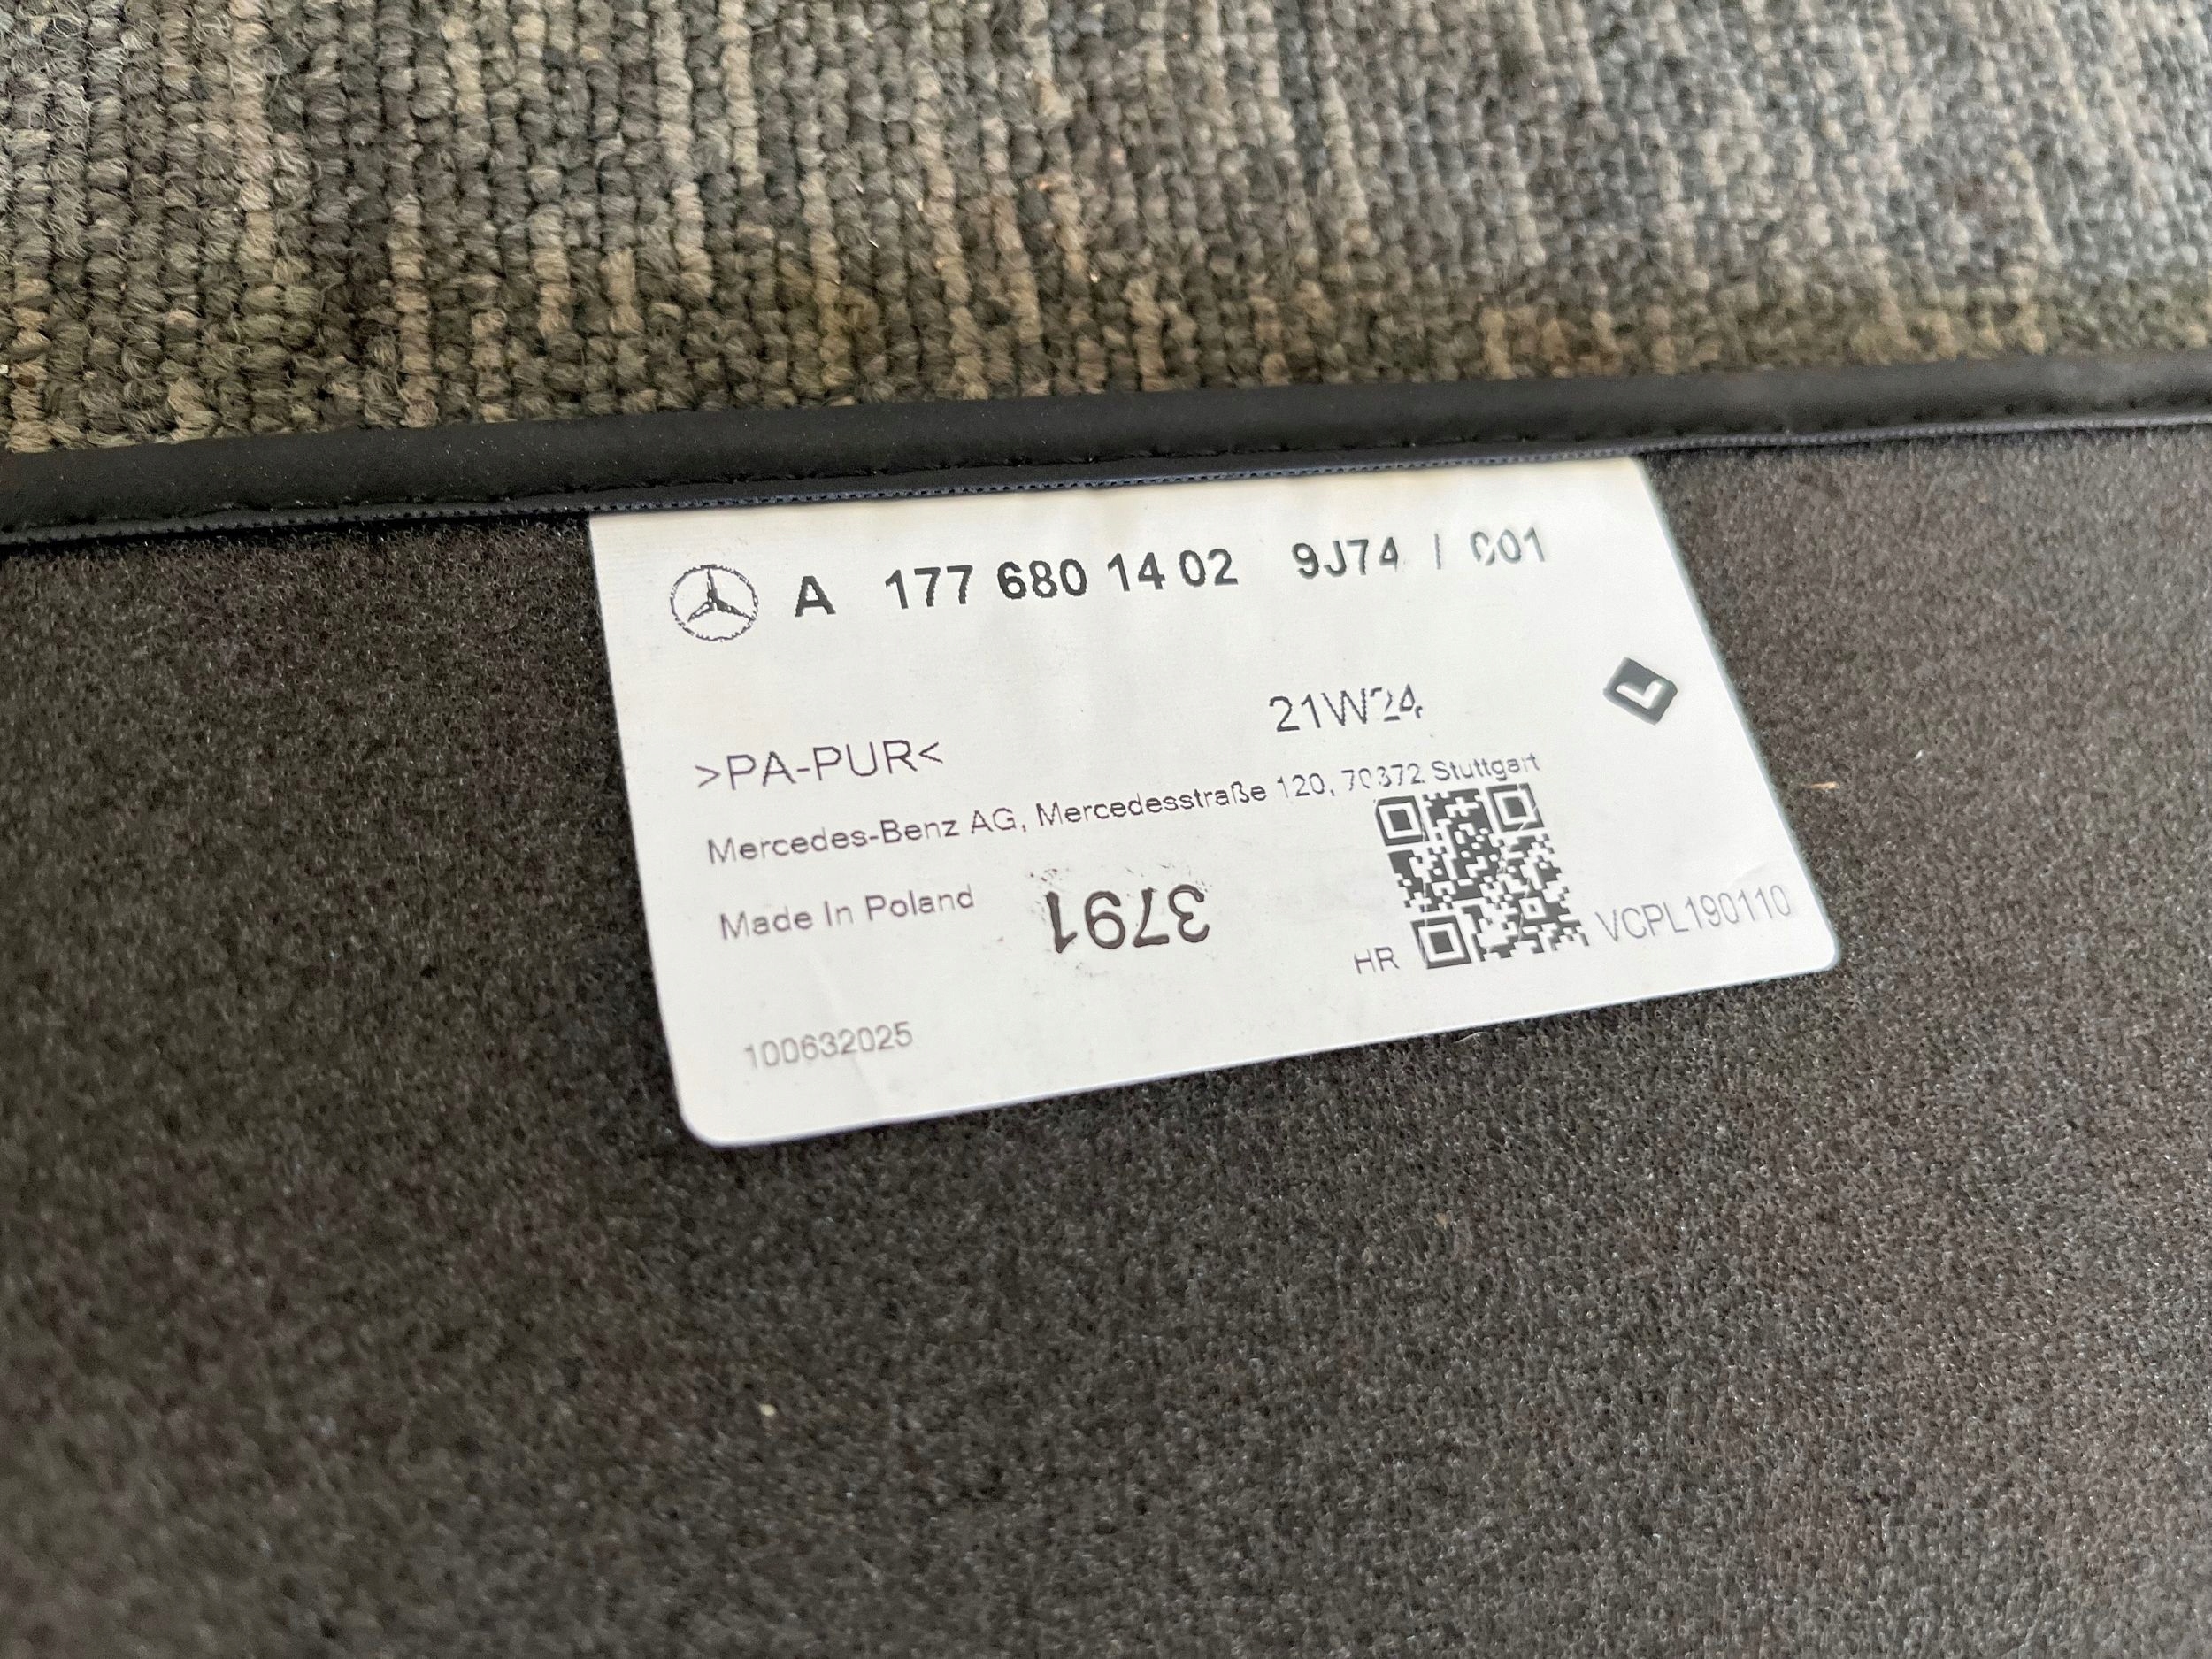 A 177 680 14 02 9J74 / 001
21W24
>PA-PUR<
Mercedes-Benz AG, Mercedesstraße 120, 70372 Stuttgart
Made In Poland
3791
HR
VCPL190110
100632025